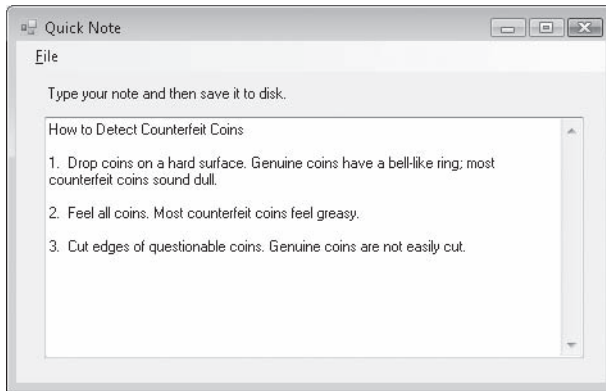 Quick Note
File
Type your note and then save it to disk.
How to Detect Counterfeit Coins
1.  Drop coins on a hard surface. Genuine coins have a bell-like ring; most
counterfeit coins sound dull.
2.  Feel all coins. Most counterfeit coins feel greasy.
3.  Cut edges of questionable coins. Genuine coins are not easily cut.